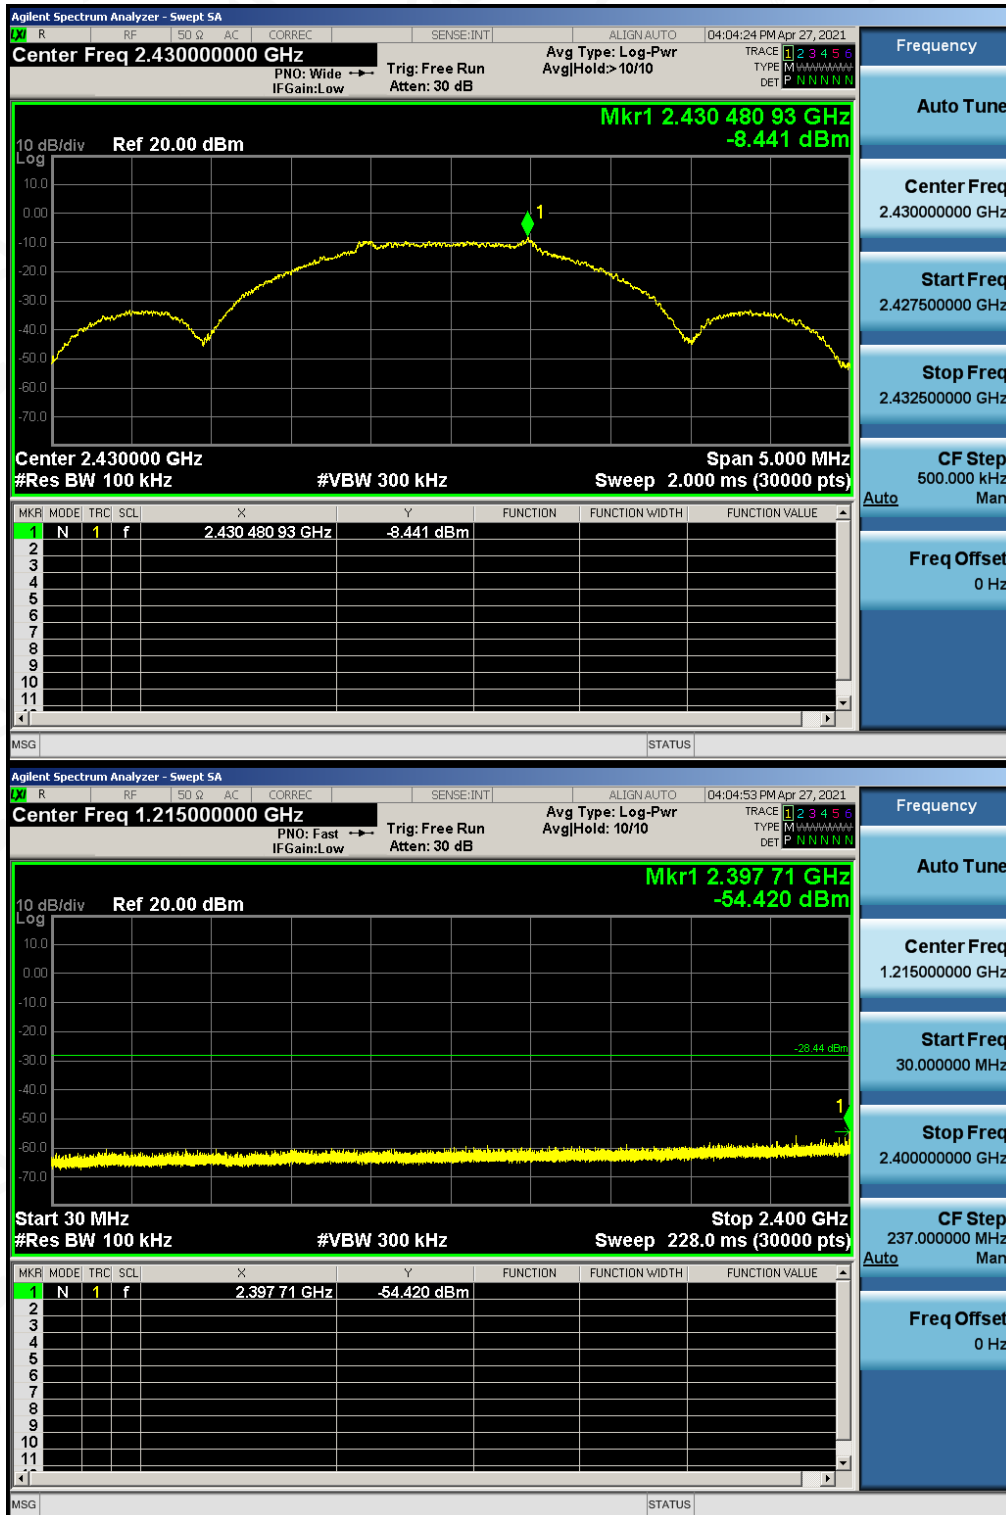 Agilent Spectrum Analyzer - Swept SA
LXI R RF 50 Ω AC CORREC SENSE:INT ALIGN AUTO 04:04:24 PM Apr 27, 2021
Center Freq 2.430000000 GHz
PNO: Wide
IFGain:Low
Trig: Free Run
Atten: 30 dB
Avg Type: Log-Pwr
Avg|Hold:> 10/10
TRACE 1 2 3 4 5 6
TYPE M WWWWW
DET P N N N N N
Mkr1 2.430 480 93 GHz
-8.441 dBm
10 dB/div
Log
Ref 20.00 dBm
10.0
0.00
-10.0
-20.0
-30.0
-40.0
-50.0
-60.0
-70.0
1
Center 2.430000 GHz Span 5.000 MHz
#Res BW 100 kHz #VBW 300 kHz Sweep 2.000 ms (30000 pts)
MKR MODE TRC SCL X Y FUNCTION FUNCTION WIDTH FUNCTION VALUE
1 N 1 f 2.430 480 93 GHz -8.441 dBm
2
3
4
5
6
7
8
9
10
11
MSG STATUS
Frequency
Auto Tune
Center Freq
2.430000000 GHz
Start Freq
2.427500000 GHz
Stop Freq
2.432500000 GHz
CF Step
500.000 kHz
Auto Man
Freq Offset
0 Hz
Agilent Spectrum Analyzer - Swept SA
LXI R RF 50 Ω AC CORREC SENSE:INT ALIGN AUTO 04:04:53 PM Apr 27, 2021
Center Freq 1.215000000 GHz
PNO: Fast
IFGain:Low
Trig: Free Run
Atten: 30 dB
Avg Type: Log-Pwr
Avg|Hold: 10/10
TRACE 1 2 3 4 5 6
TYPE M WWWWW
DET P N N N N N
Mkr1 2.397 71 GHz
-54.420 dBm
10 dB/div
Log
Ref 20.00 dBm
10.0
0.00
-10.0
-20.0
-30.0
-40.0
-50.0
-60.0
-70.0
-28.44 dBm
1
Start 30 MHz Stop 2.400 GHz
#Res BW 100 kHz #VBW 300 kHz Sweep 228.0 ms (30000 pts)
MKR MODE TRC SCL X Y FUNCTION FUNCTION WIDTH FUNCTION VALUE
1 N 1 f 2.397 71 GHz -54.420 dBm
2
3
4
5
6
7
8
9
10
11
MSG STATUS
Frequency
Auto Tune
Center Freq
1.215000000 GHz
Start Freq
30.000000 MHz
Stop Freq
2.400000000 GHz
CF Step
237.000000 MHz
Auto Man
Freq Offset
0 Hz